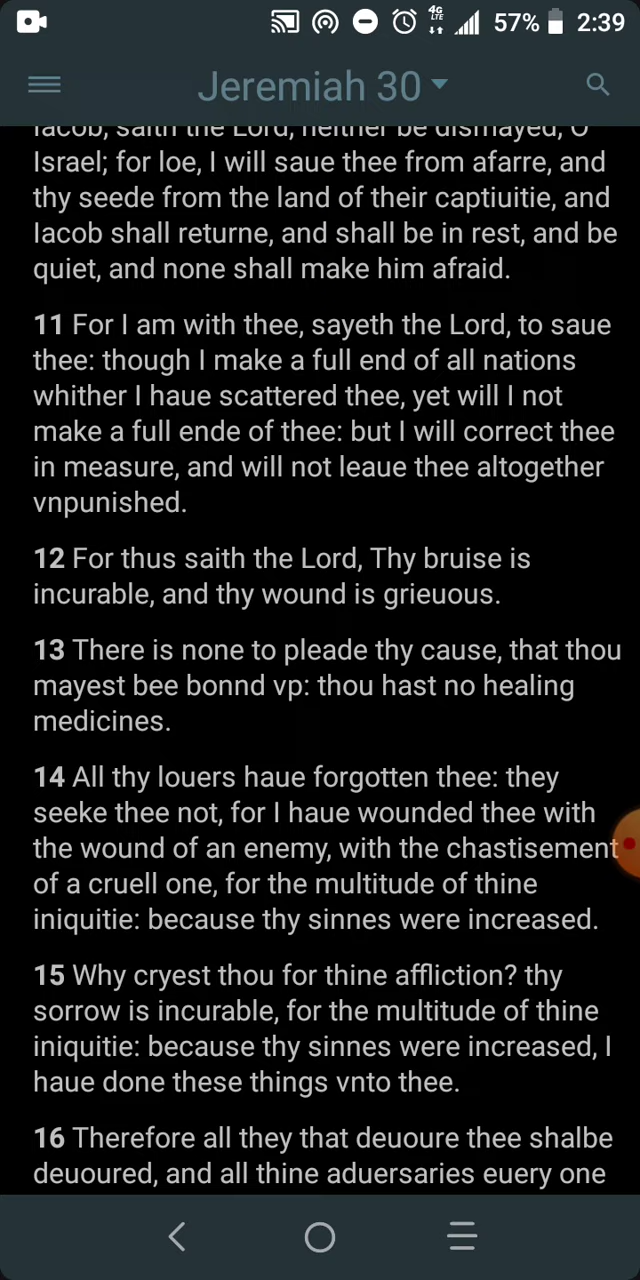 4G
LTE
57%
2:39
Jeremiah 30
Iacob, saith the Lord, neither be dismayed, O
Israel; for loe, I will saue thee from afarre, and
thy seede from the land of their captiuitie, and
Iacob shall returne, and shall be in rest, and be
quiet, and none shall make him afraid.
11 For I am with thee, sayeth the Lord, to saue
thee: though I make a full end of all nations
whither I haue scattered thee, yet will I not
make a full ende of thee: but I will correct thee
in measure, and will not leaue thee altogether
vnpunished.
12 For thus saith the Lord, Thy bruise is
incurable, and thy wound is grieuous.
13 There is none to pleade thy cause, that thou
mayest bee bonnd vp: thou hast no healing
medicines.
14 All thy louers haue forgotten thee: they
seeke thee not, for I haue wounded thee with
the wound of an enemy, with the chastisement
of a cruell one, for the multitude of thine
iniquitie: because thy sinnes were increased.
15 Why cryest thou for thine affliction? thy
sorrow is incurable, for the multitude of thine
iniquitie: because thy sinnes were increased, I
haue done these things vnto thee.
16 Therefore all they that deuoure thee shalbe
deuoured, and all thine aduersaries euery one